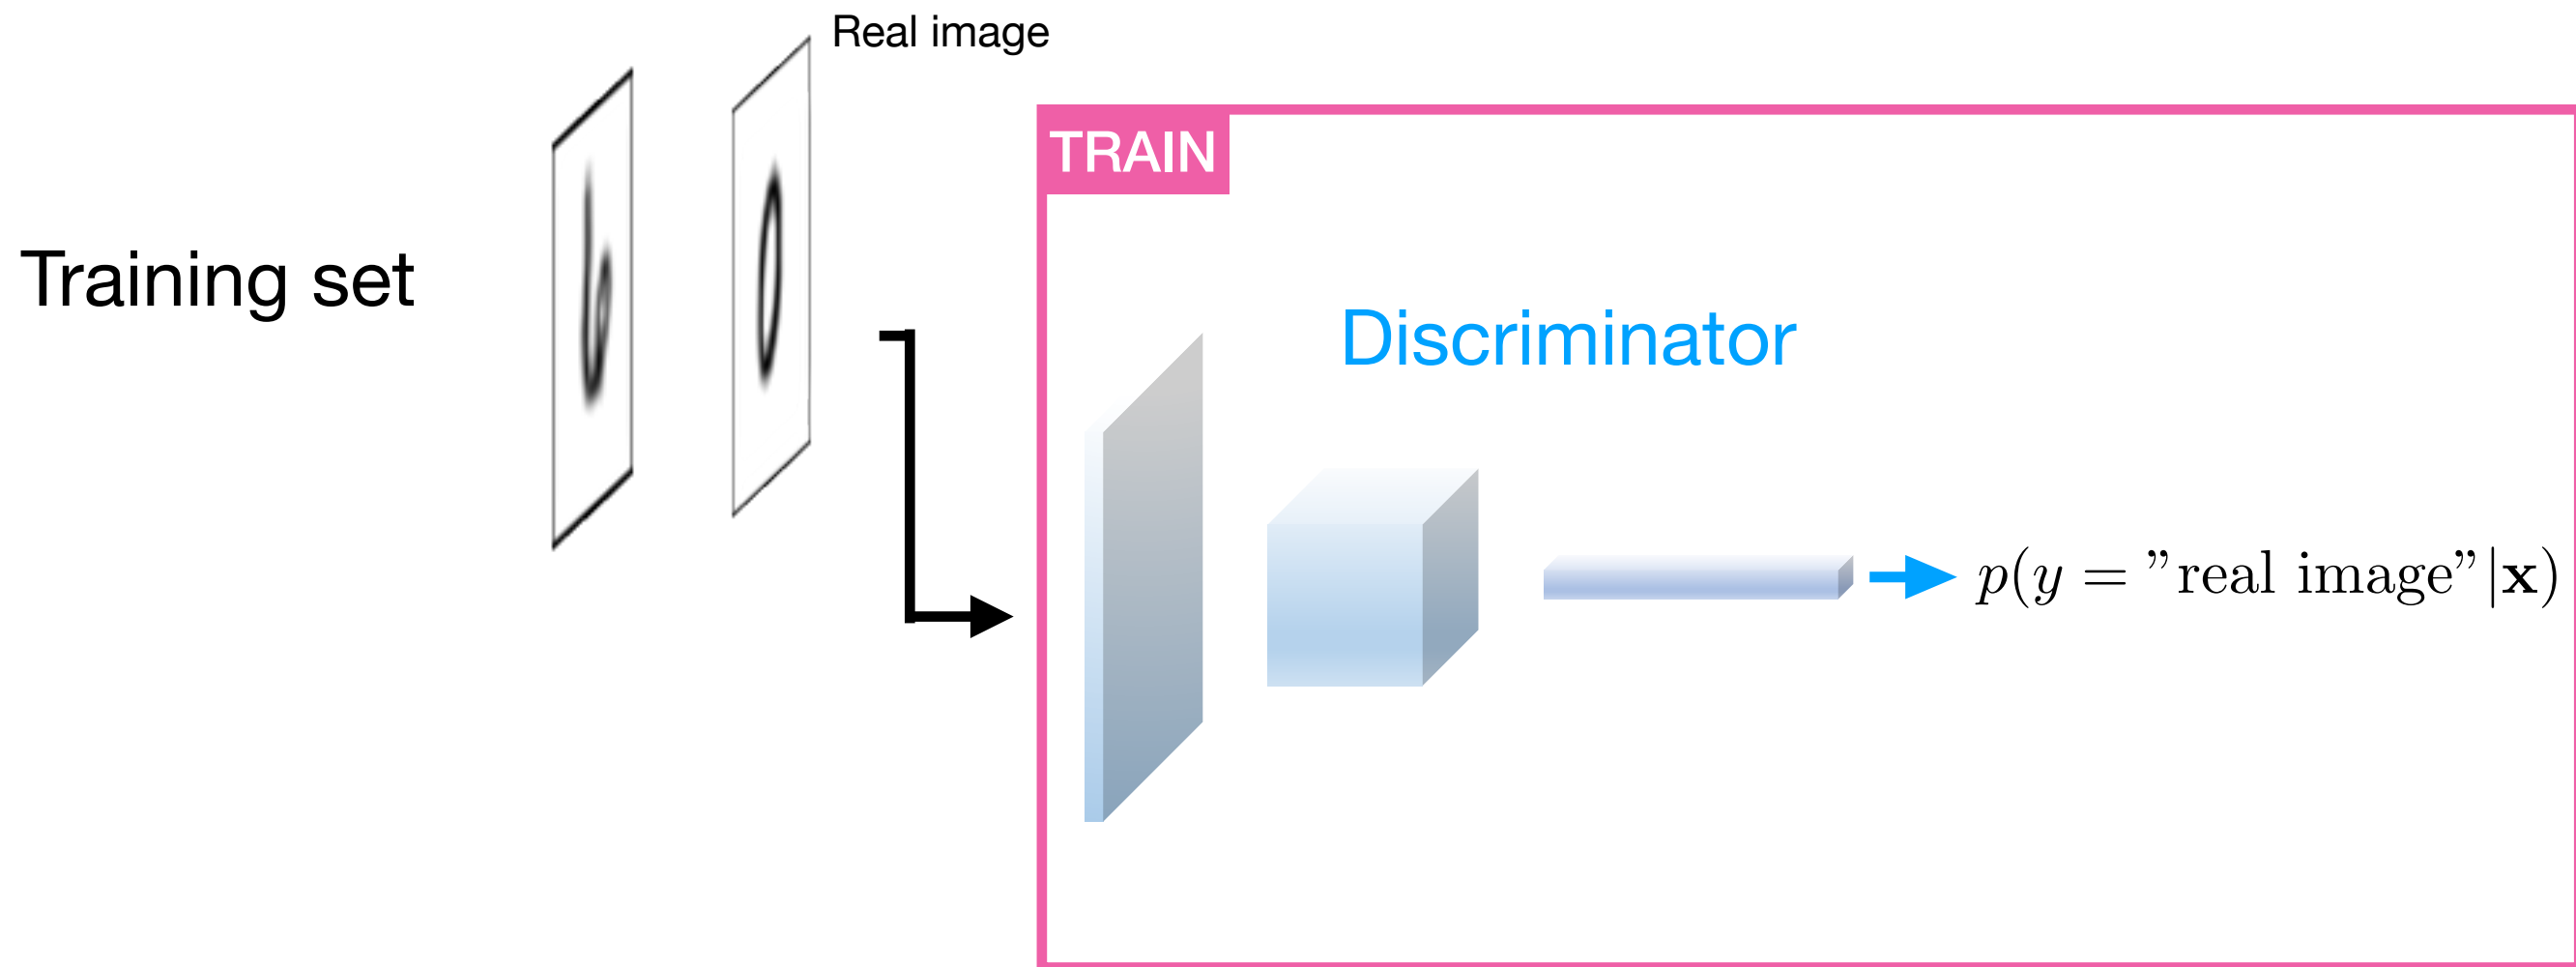 Real image
TRAIN
Training set
Discriminator
p(y = ”real image”|x)